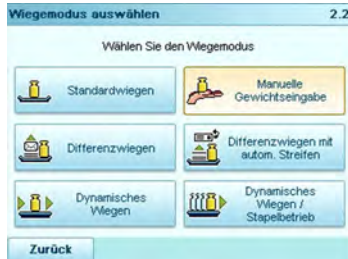 Wiegemodus auswählen 2.2
Wählen Sie den Wiegemodus
Standardwiegen
Manuelle
Gewichtseingabe
Differenzwiegen
Differenzwiegen mit
autom. Streifen
Dynamisches
Wiegen
Dynamisches
Wiegen /
Stapelbetrieb
Zurück